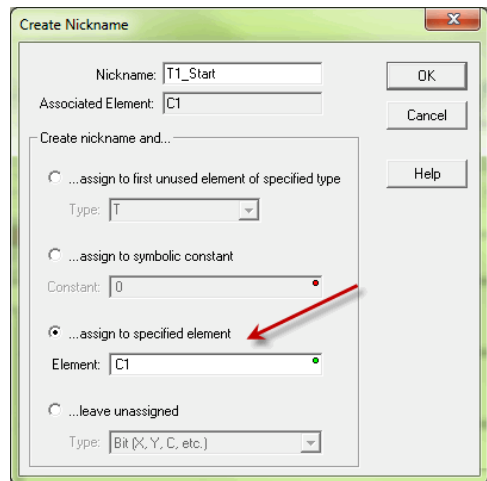 Create Nickname
Nickname: T1_Start
OK
Associated Element: C1
Cancel
Create nickname and...
Help
...assign to first unused element of specified type
Type: T
...assign to symbolic constant
Constant: 0
...assign to specified element
Element: C1
...leave unassigned
Type: Bit (X, Y, C, etc.)